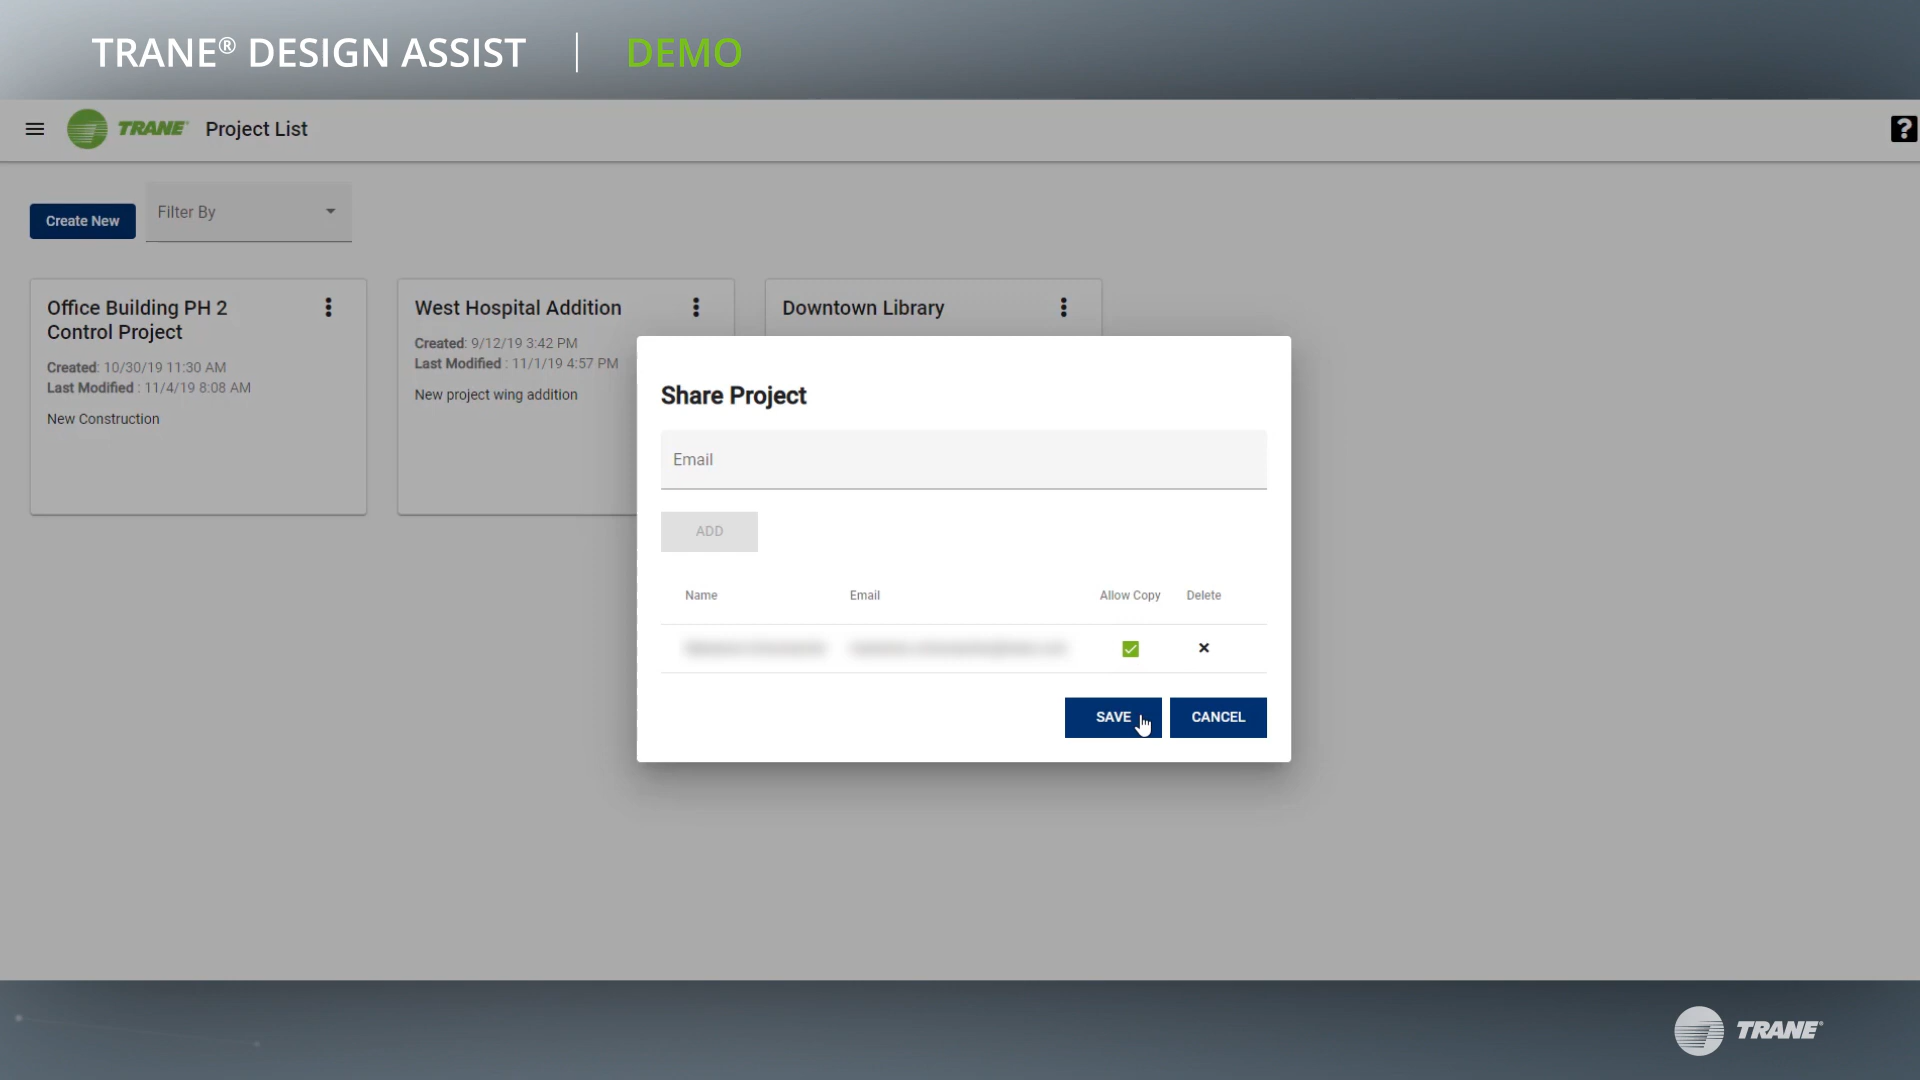 TRANE® DESIGN ASSIST | DEMO
TRANE® Project List ?
Create New
Filter By
Office Building PH 2
Control Project
Created: 10/30/19 11:30 AM
Last Modified : 11/4/19 8:08 AM
New Construction
West Hospital Addition
Created: 9/12/19 3:42 PM
Last Modified : 11/1/19 4:57 PM
New project wing addition
Downtown Library
Share Project
Email
ADD
Name Email Allow Copy Delete
SAVE CANCEL
TRANE®